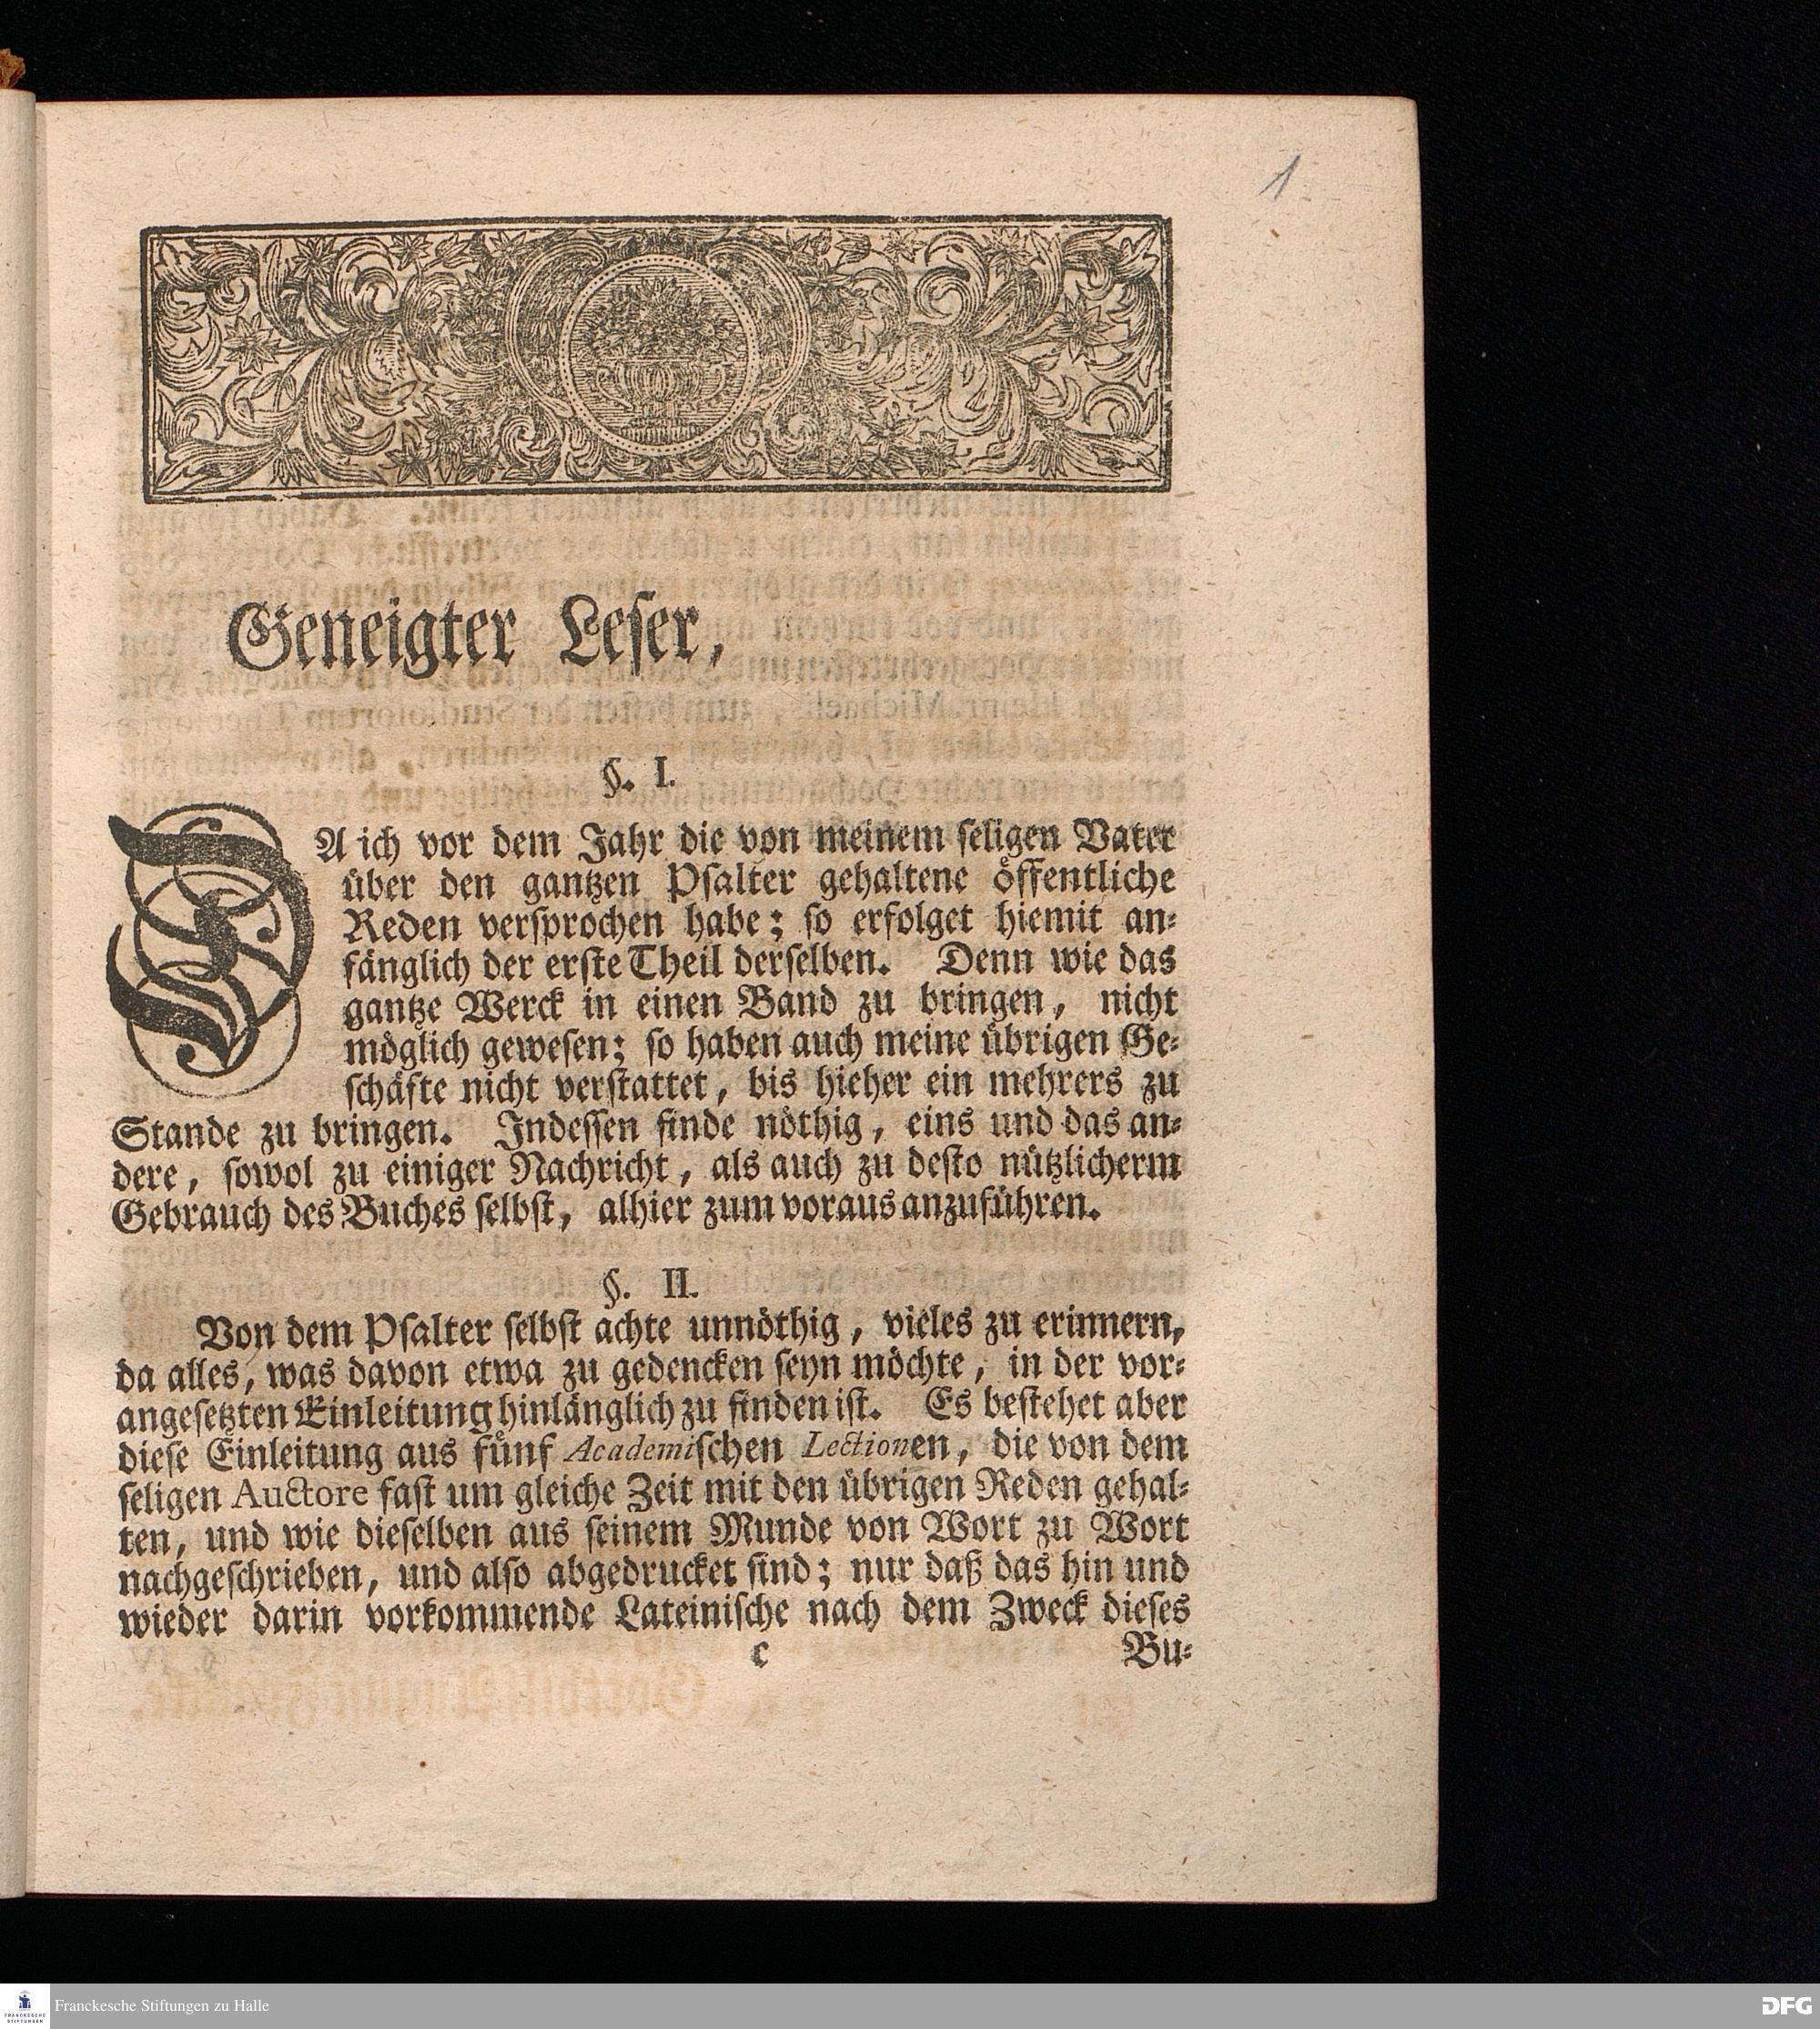 1
Geneigter Leser,
§. I.
DA ich vor dem Jahr die von meinem seligen Vater
über den gantzen Psalter gehaltene öffentliche
Reden versprochen habe; so erfolget hiemit an-
fänglich der erste Theil derselben. Denn wie das
gantze Werck in einen Band zu bringen, nicht
möglich gewesen; so haben auch meine übrigen Ge-
schäfte nicht verstattet, bis hieher ein mehrers zu
Stande zu bringen. Indessen finde nöthig, eins und das an-
dere, sowol zu einiger Nachricht, als auch zu desto nützlicherm
Gebrauch des Buches selbst, alhier zum voraus anzuführen.
§. II.
Von dem Psalter selbst achte unnöthig, vieles zu erinnern,
da alles, was davon etwa zu gedencken seyn möchte, in der vor-
angesetzten Einleitung hinlänglich zu finden ist. Es bestehet aber
diese Einleitung aus fünf Academischen Lectionen, die von dem
seligen Auctore fast um gleiche Zeit mit den übrigen Reden gehal-
ten, und wie dieselben aus seinem Munde von Wort zu Wort
nachgeschrieben, und also abgedrucket sind; nur daß das hin und
wieder darin vorkommende Lateinische nach dem Zweck dieses
c Bu-
FRANCKESCHE STIFTUNGEN
Franckesche Stiftungen zu Halle
DFG